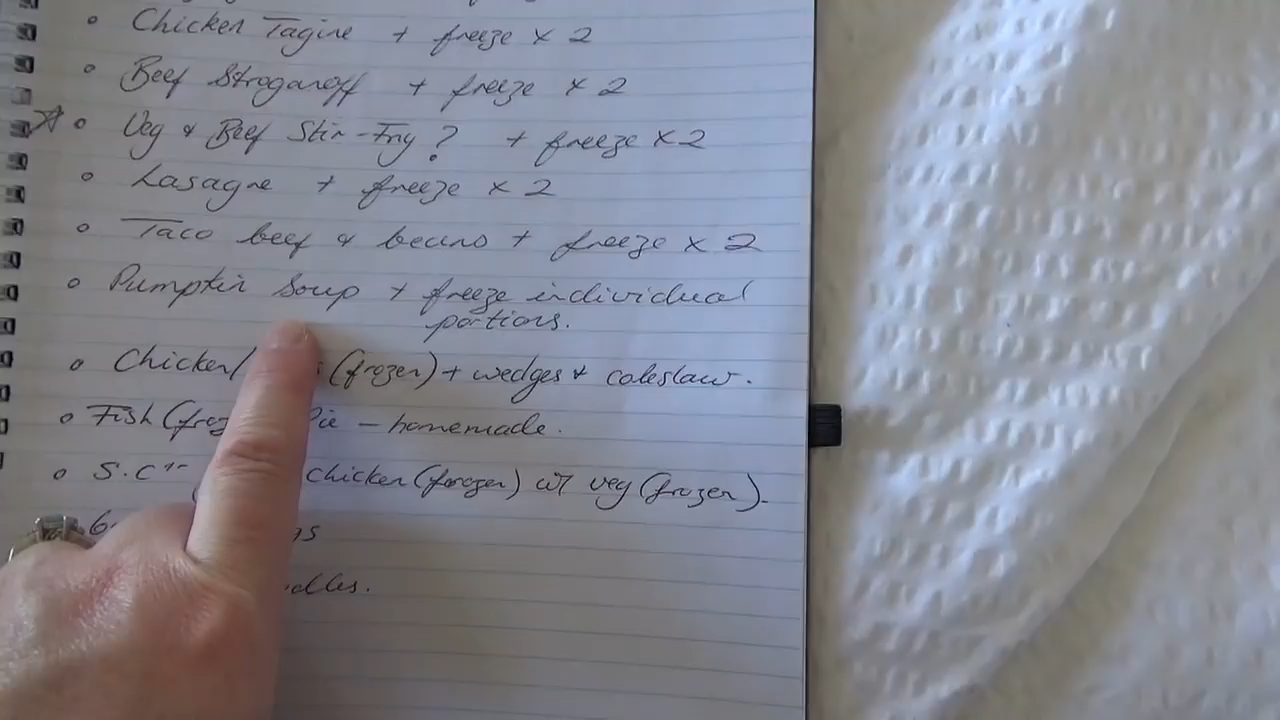 Chicken Tagine + freeze x 2
Beef Stroganoff + freeze x 2
Veg & Beef Stir-Fry? + freeze x 2
Lasagne + freeze x 2
Taco beef & beans + freeze x 2
Pumpkin Soup + freeze individual
portions.
Chicken/ (frozen) + wedges & coleslaw.
Fish (froz Pie - homemade.
S.C chicken (frozen) w/ veg (frozen).